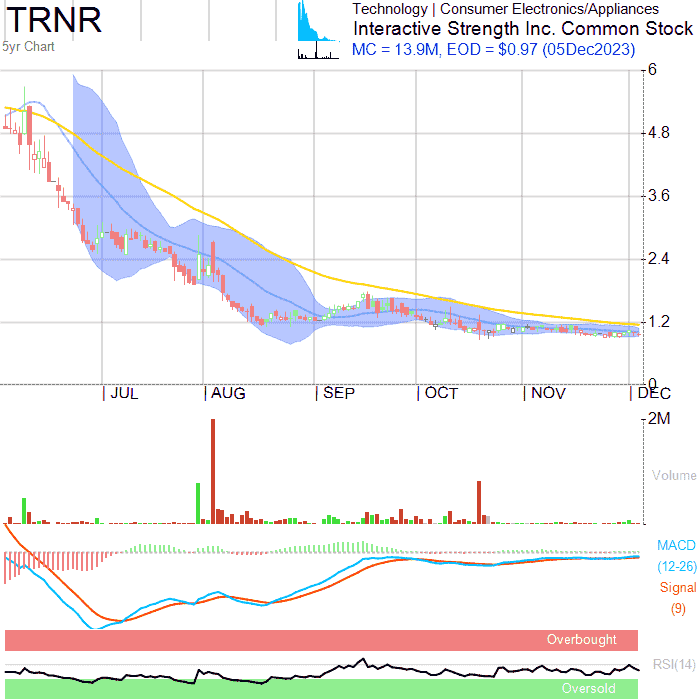 TRNR
Technology | Consumer Electronics/Appliances
Interactive Strength Inc. Common Stock
5yr Chart
MC = 13.9M, EOD = $0.97 (05Dec2023)
6
4.8
3.6
2.4
1.2
0
JUL
AUG
SEP
OCT
NOV
DEC
2M
Volume
MACD
(12-26)
Signal
(9)
Overbought
RSI(14)
Oversold